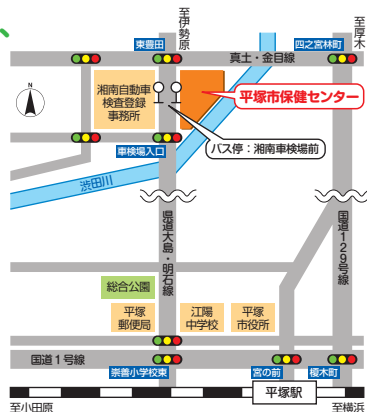 至伊勢原
至厚木
東豊田
四之宮林町
真土・金目線
N
湘南自動車
検査登録
事務所
平塚市保健センター
車検場入口
バス停：湘南車検場前
渋田川
県道大島・明石線
国道129号線
総合公園
平塚
郵便局
江陽
中学校
平塚
市役所
国道1号線
崇善小学校東
宮の前
榎木町
平塚駅
至小田原
至横浜